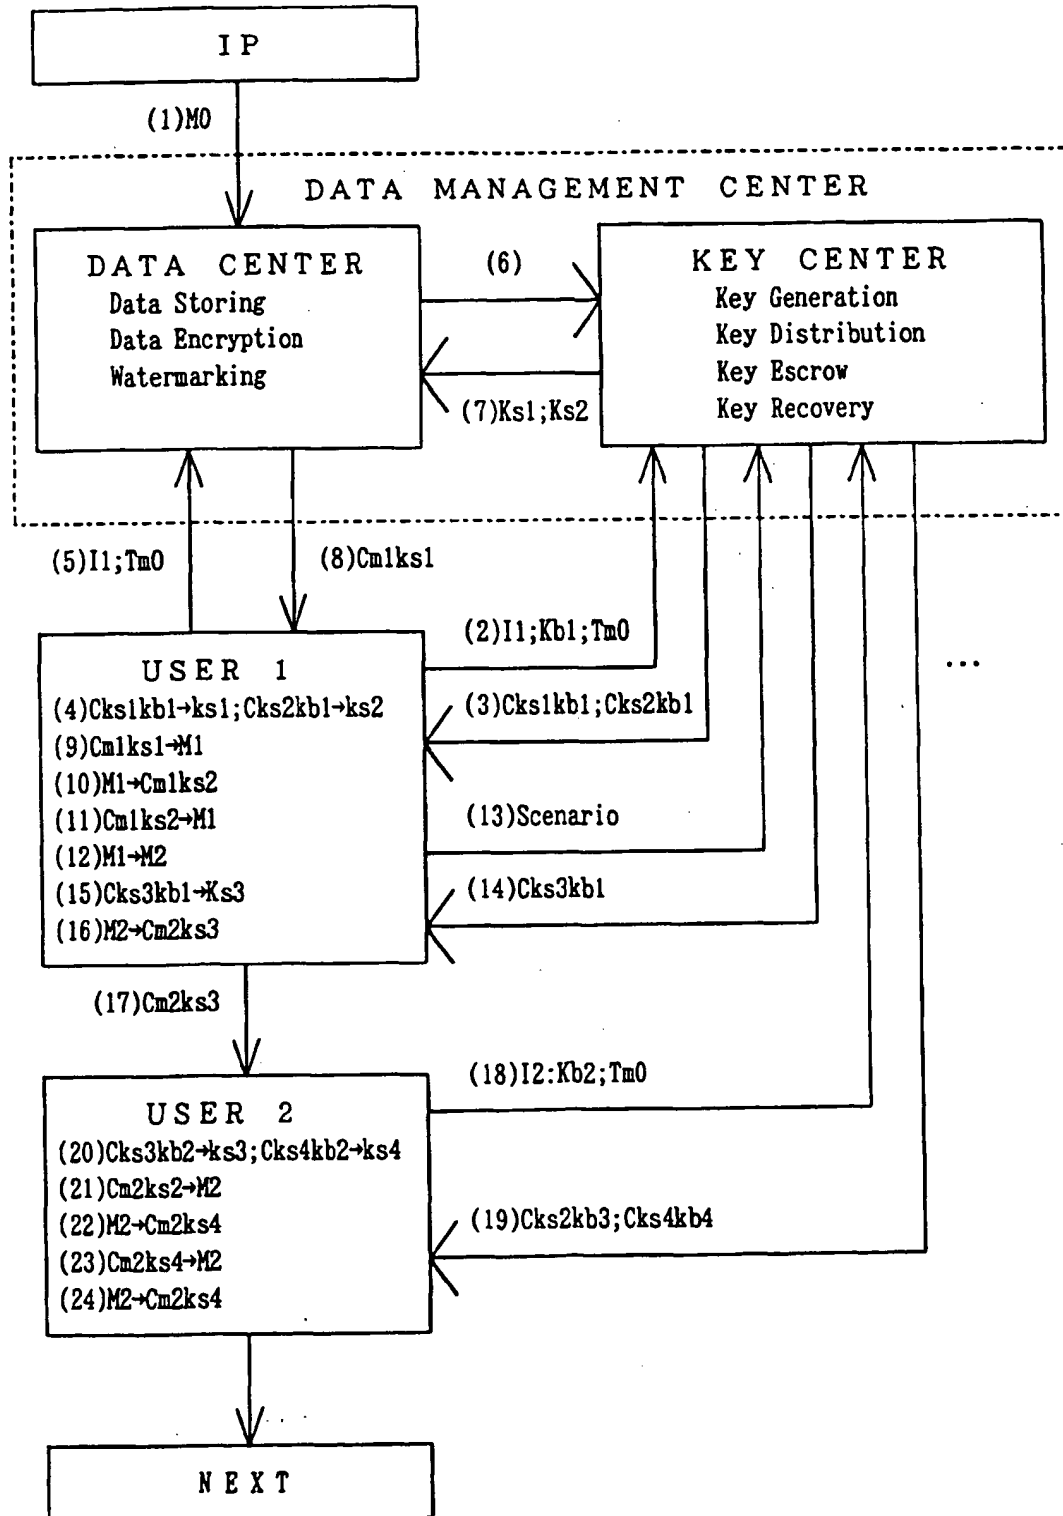 IP
(1)M0
DATA MANAGEMENT CENTER
DATA CENTER
Data Storing
Data Encryption
Watermarking
(6)
(7)Ks1;Ks2
KEY CENTER
Key Generation
Key Distribution
Key Escrow
Key Recovery
(5)I1;Tm0
(8)Cm1ks1
(2)I1;Kb1;Tm0
(3)Cks1kb1;Cks2kb1
(13)Scenario
(14)Cks3kb1
...
USER 1
(4)Cks1kb1→ks1;Cks2kb1→ks2
(9)Cm1ks1→M1
(10)M1→Cm1ks2
(11)Cm1ks2→M1
(12)M1→M2
(15)Cks3kb1→Ks3
(16)M2→Cm2ks3
(17)Cm2ks3
(18)I2:Kb2;Tm0
(19)Cks2kb3;Cks4kb4
USER 2
(20)Cks3kb2→ks3;Cks4kb2→ks4
(21)Cm2ks2→M2
(22)M2→Cm2ks4
(23)Cm2ks4→M2
(24)M2→Cm2ks4
NEXT